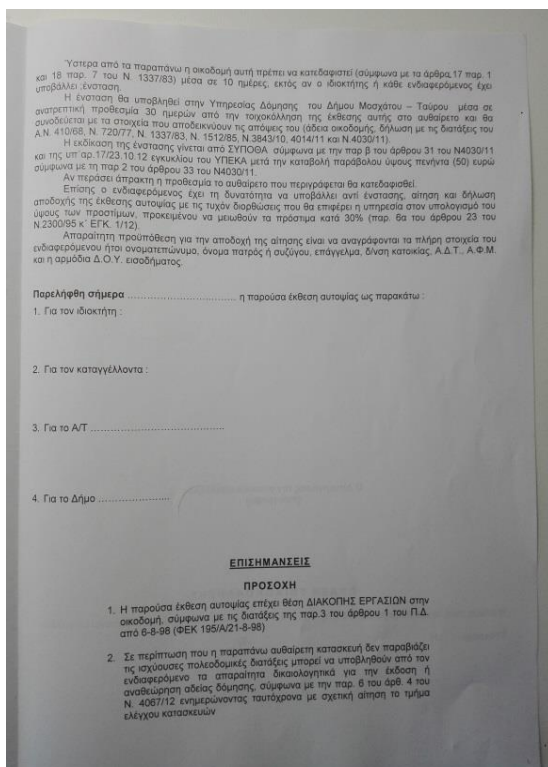 Ύστερα από τα παραπάνω η οικοδομή αυτή πρέπει να κατεδαφιστεί (σύμφωνα με τα άρθρα,17 παρ. 1
και 18 παρ. 7 του Ν. 1337/83) μέσα σε 10 ημέρες, εκτός αν ο ιδιοκτήτης ή κάθε ενδιαφερόμενος έχει
υποβάλλει ;ένσταση.
Η ένσταση θα υποβληθεί στην Υπηρεσίας Δόμησης του Δήμου Μοσχάτου – Ταύρου μέσα σε
ανατρεπτική προθεσμία 30 ημερών από την τοιχοκόλληση της έκθεσης αυτής στο αυθαίρετο και θα
συνοδεύεται με τα στοιχεία που αποδεικνύουν τις απόψεις του (άδεια οικοδομής, δήλωση με τις διατάξεις του
Α.Ν. 410/68, Ν. 720/77, Ν. 1337/83, Ν. 1512/85, Ν.3843/10, 4014/11 και Ν.4030/11).
Η εκδίκαση της ένστασης γίνεται από ΣΥΠΟΘΑ σύμφωνα με την παρ β του άρθρου 31 του Ν4030/11
και της υπ΄αρ.17/23.10.12 εγκυκλίου του ΥΠΕΚΑ μετά την καταβολή παράβολου ύψους πενήντα (50) ευρώ
σύμφωνα με τη παρ 2 του άρθρου 33 του Ν4030/11.
Αν περάσει άπρακτη η προθεσμία το αυθαίρετο που περιγράφεται θα κατεδαφισθεί.
Επίσης ο ενδιαφερόμενος έχει τη δυνατότητα να υποβάλλει αντί ένστασης, αίτηση και δήλωση
αποδοχής της έκθεσης αυτοψίας με τις τυχόν διορθώσεις που θα επιφέρει η υπηρεσία στον υπολογισμό του
ύψους των προστίμων, προκειμένου να μειωθούν τα πρόστιμα κατά 30% (παρ. 6α του άρθρου 23 του
Ν.2300/95 κ΄ ΕΓΚ. 1/12).
Απαραίτητη προϋπόθεση για την αποδοχή της αίτησης είναι να αναγράφονται τα πλήρη στοιχεία του
ενδιαφερόμενου ήτοι ονοματεπώνυμο, όνομα πατρός ή συζύγου, επάγγελμα, δ/νση κατοικίας, Α.Δ.Τ., Α.Φ.Μ
και η αρμόδια Δ.Ο.Υ. εισοδήματος.
Παρελήφθη σήμερα ................................ η παρούσα έκθεση αυτοψίας ως παρακάτω :
1. Για τον ιδιοκτήτη :
2. Για τον καταγγέλλοντα :
3. Για το Α/Τ ........................................
4. Για το Δήμο .....................
ΕΠΙΣΗΜΑΝΣΕΙΣ
ΠΡΟΣΟΧΗ
1. Η παρούσα έκθεση αυτοψίας επέχει θέση ΔΙΑΚΟΠΗΣ ΕΡΓΑΣΙΩΝ στην
οικοδομή, σύμφωνα με τις διατάξεις της παρ.3 του άρθρου 1 του Π.Δ.
από 6-8-98 (ΦΕΚ 195/Α/21-8-98)
2. Σε περίπτωση που η παραπάνω αυθαίρετη κατασκευή δεν παραβιάζει
τις ισχύουσες πολεοδομικές διατάξεις μπορεί να υποβληθούν από τον
ενδιαφερόμενο τα απαραίτητα δικαιολογητικά για την έκδοση ή
αναθεώρηση αδείας δόμησης, σύμφωνα με την παρ. 6 του άρθ. 4 του
Ν. 4067/12 ενημερώνοντας ταυτόχρονα με σχετική αίτηση το τμήμα
ελέγχου κατασκευών